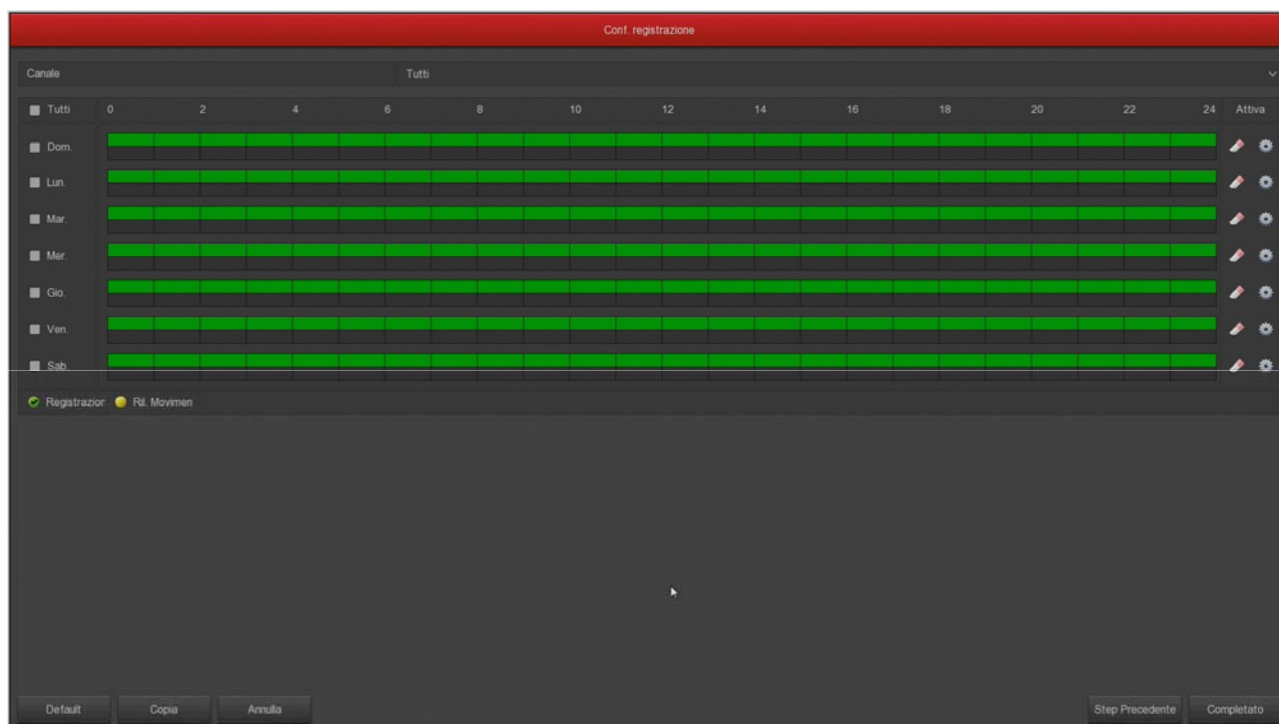 Conf. registrazione
Canale Tutti
Tutti 0 2 4 6 8 10 12 14 16 18 20 22 24 Attiva
Dom.
Lun.
Mar.
Mer.
Gio.
Ven.
Sab.
Registrazior Ril. Movimen
Default Copia Annulla Step Precedente Completato